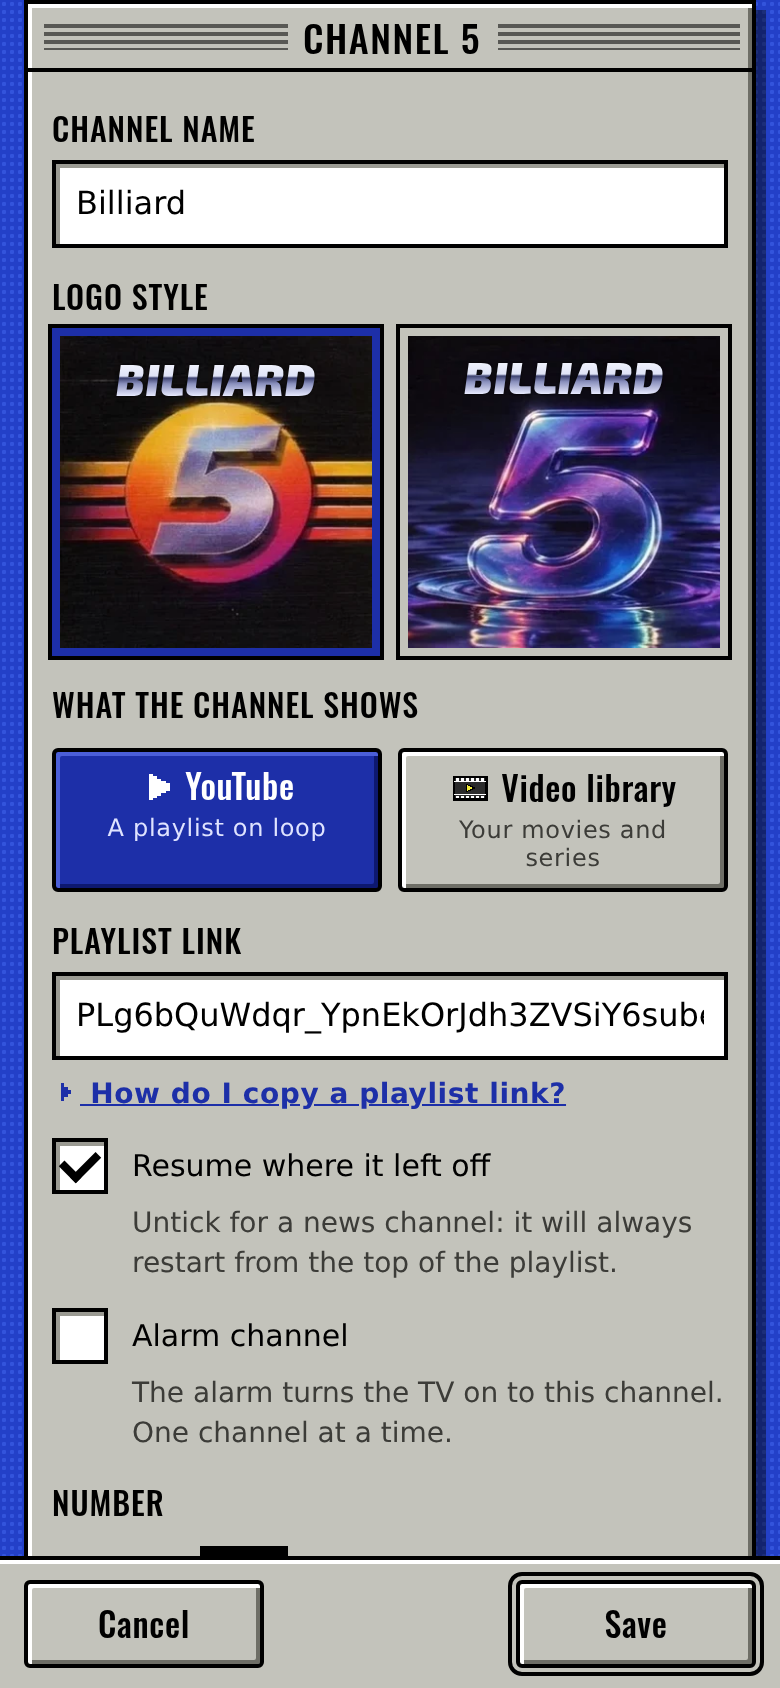 CHANNEL 5
CHANNEL NAME
Billiard
LOGO STYLE
BILLIARD
5
BILLIARD
5
WHAT THE CHANNEL SHOWS
YouTube
A playlist on loop
Video library
Your movies and
series
PLAYLIST LINK
PLg6bQuWdqr_YpnEkOrJdh3ZVSiY6sub
How do I copy a playlist link?
Resume where it left off
Untick for a news channel: it will always
restart from the top of the playlist.
Alarm channel
The alarm turns the TV on to this channel.
One channel at a time.
NUMBER
Cancel
Save